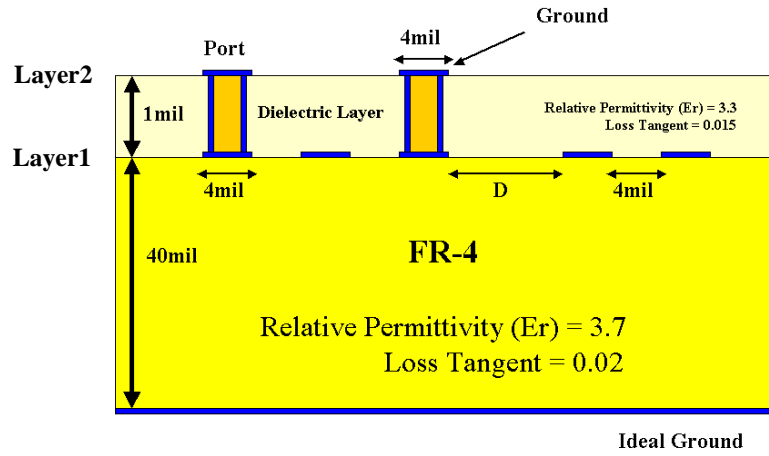 Ground
4mil
Port
Layer2
1mil
Dielectric Layer
Relative Permittivity (Er) = 3.3
Loss Tangent = 0.015
Layer1
4mil
D
4mil
40mil
FR-4
Relative Permittivity (Er) = 3.7
Loss Tangent = 0.02
Ideal Ground